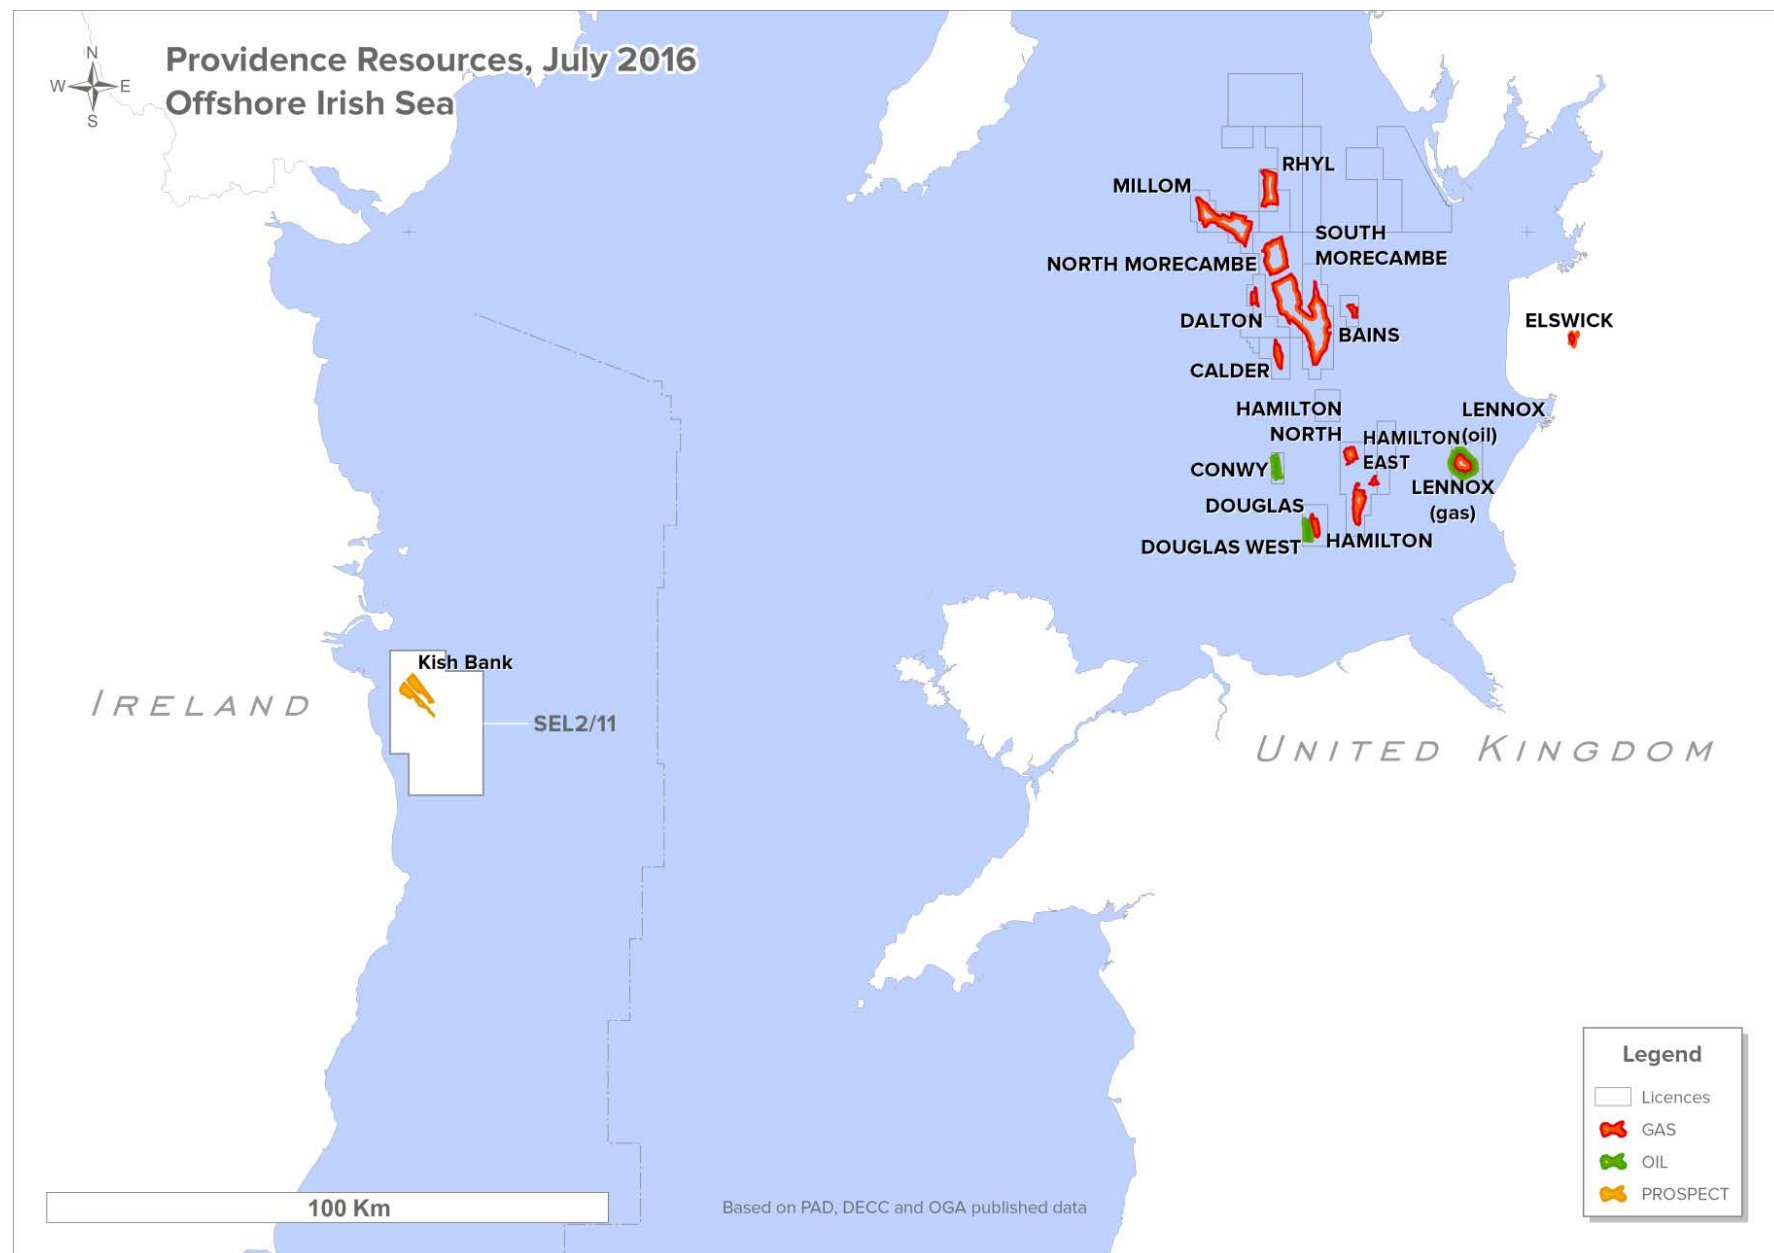 Providence Resources, July 2016
Offshore Irish Sea
N
W E
S
RHYL
MILLOM
SOUTH
MORECAMBE
NORTH MORECAMBE
DALTON
BAINS
ELSWICK
CALDER
HAMILTON
NORTH
LENNOX
(oil)
HAMILTON
EAST
CONWY
LENNOX
(gas)
DOUGLAS
DOUGLAS WEST
HAMILTON
Kish Bank
IRELAND
SEL2/11
UNITED KINGDOM
Legend
Licences
GAS
OIL
PROSPECT
100 Km
Based on PAD, DECC and OGA published data